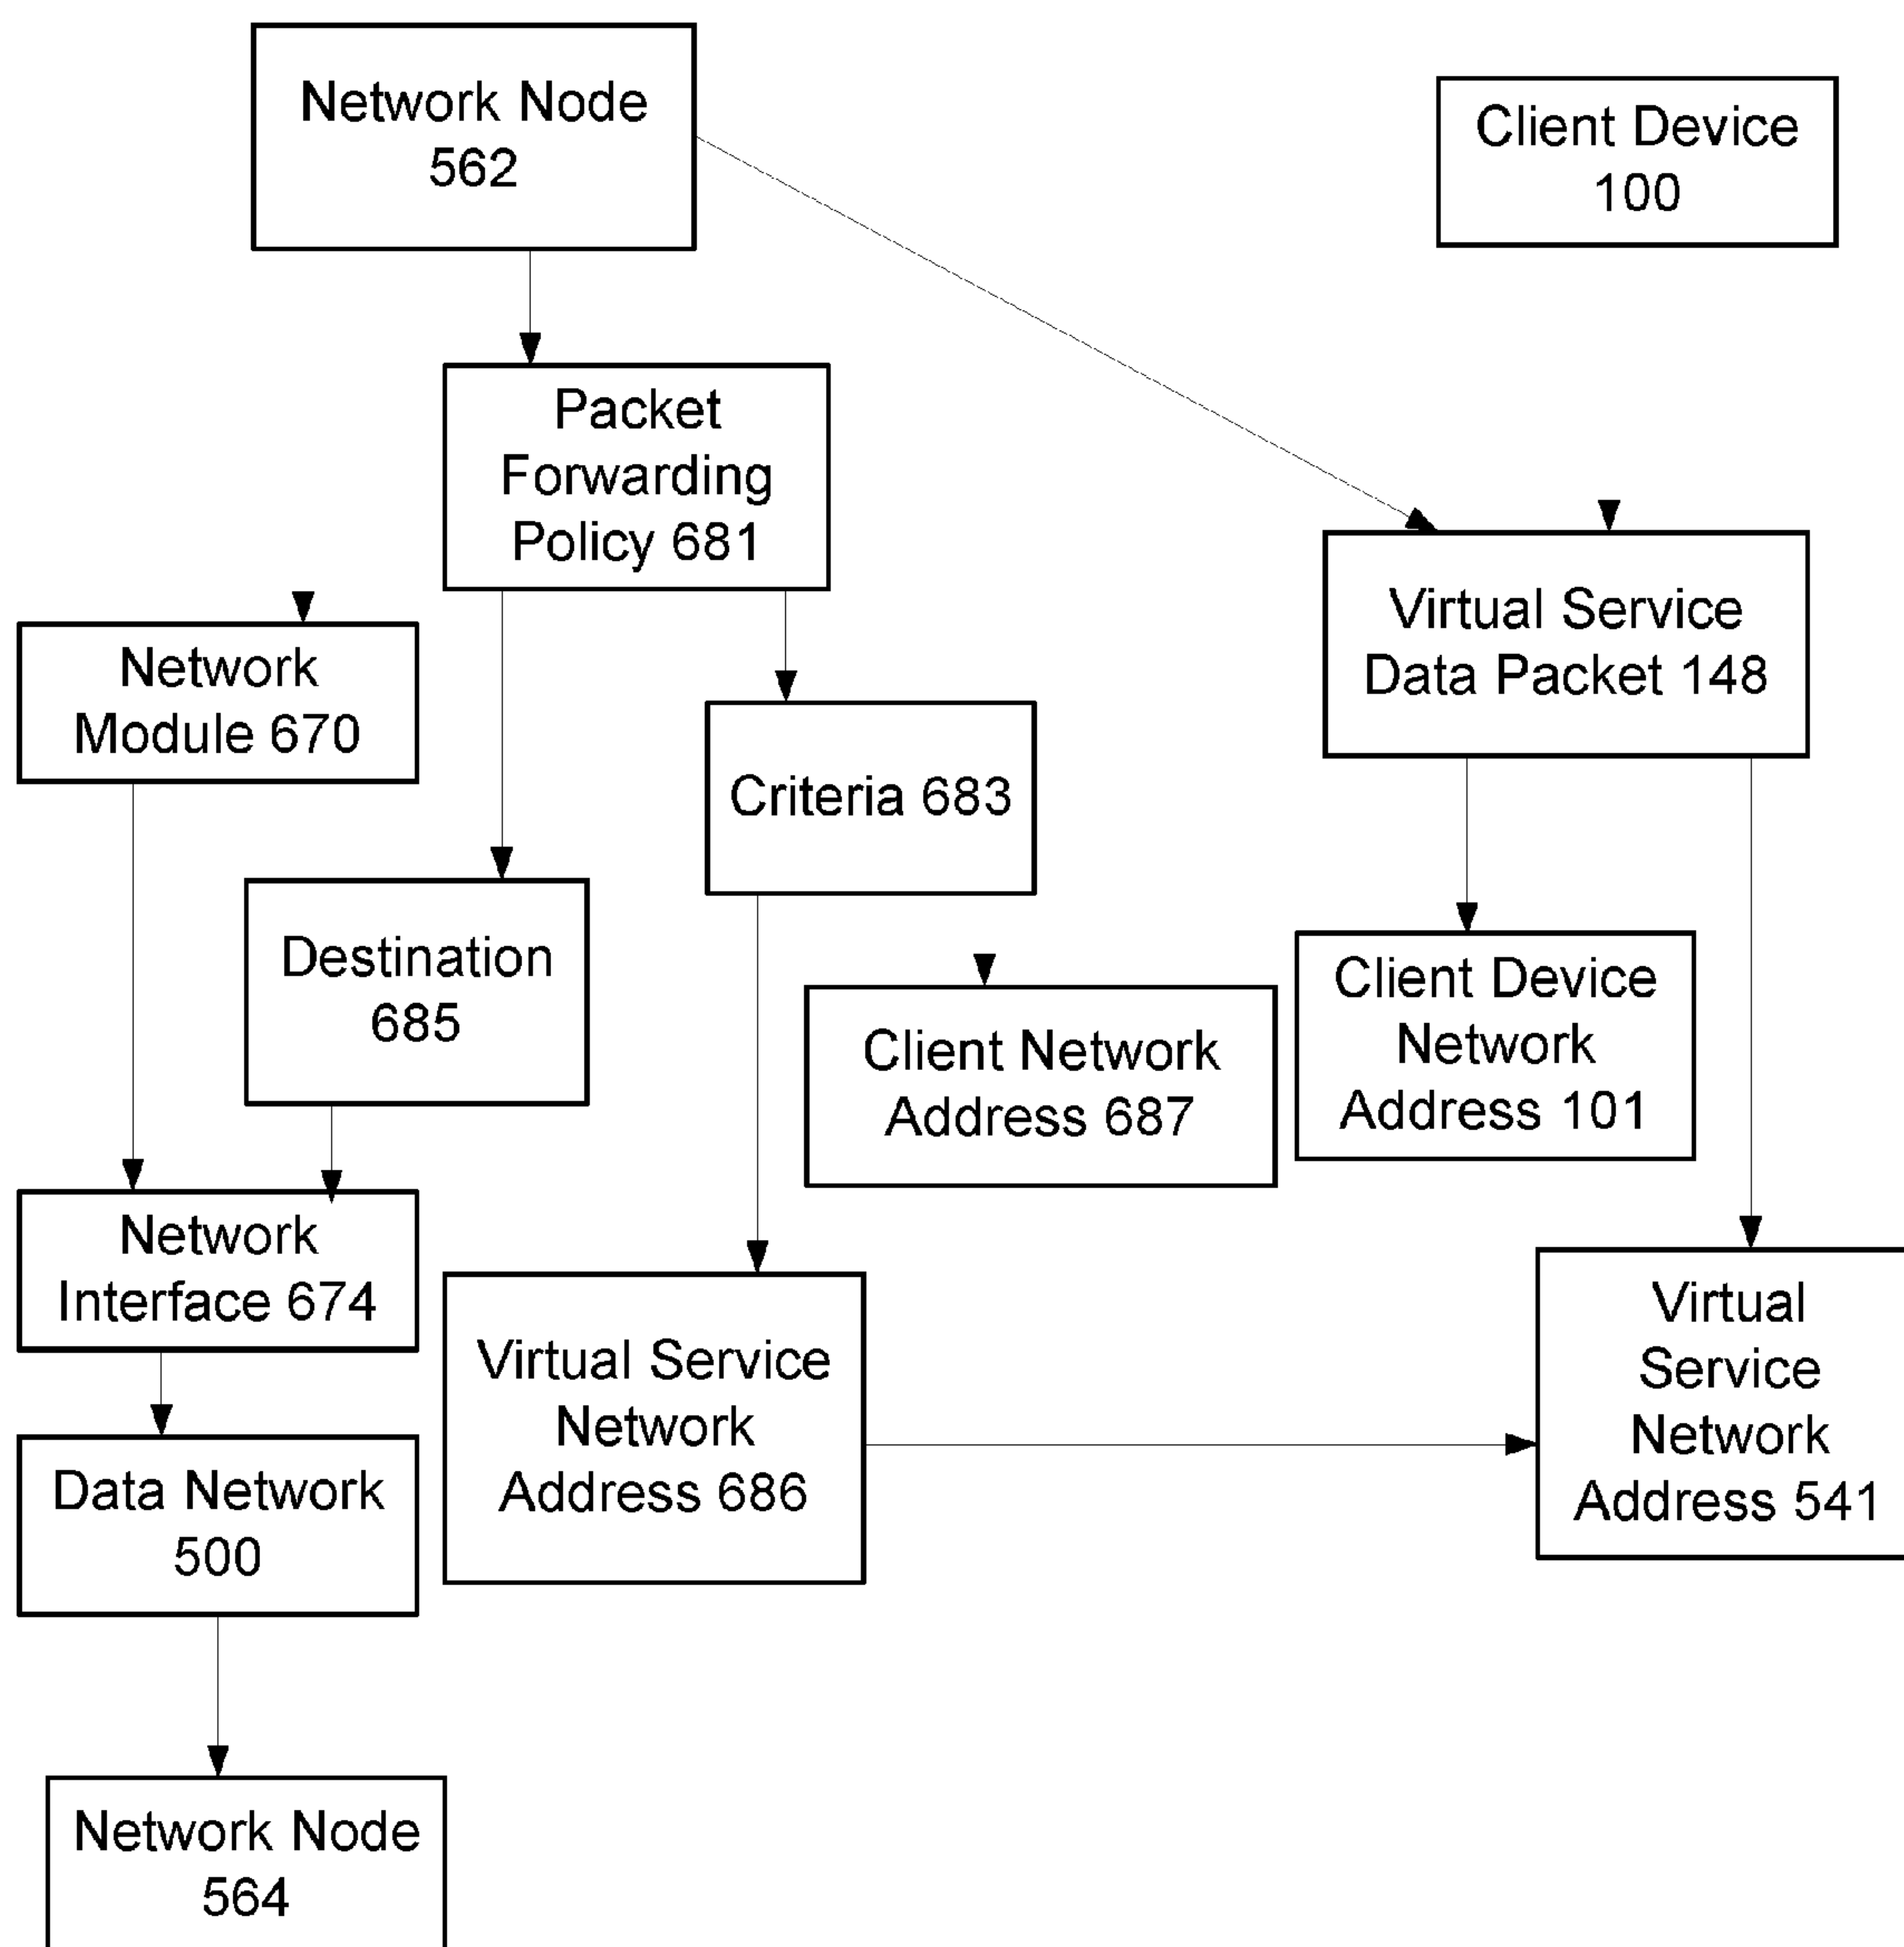 Network Node
562
Client Device
100
Packet
Forwarding
Policy 681
Virtual Service
Data Packet 148
Network
Module 670
Criteria 683
Destination
685
Client Network
Address 687
Client Device
Network
Address 101
Network
Interface 674
Virtual Service
Network
Address 686
Virtual
Service
Network
Address 541
Data Network
500
Network Node
564